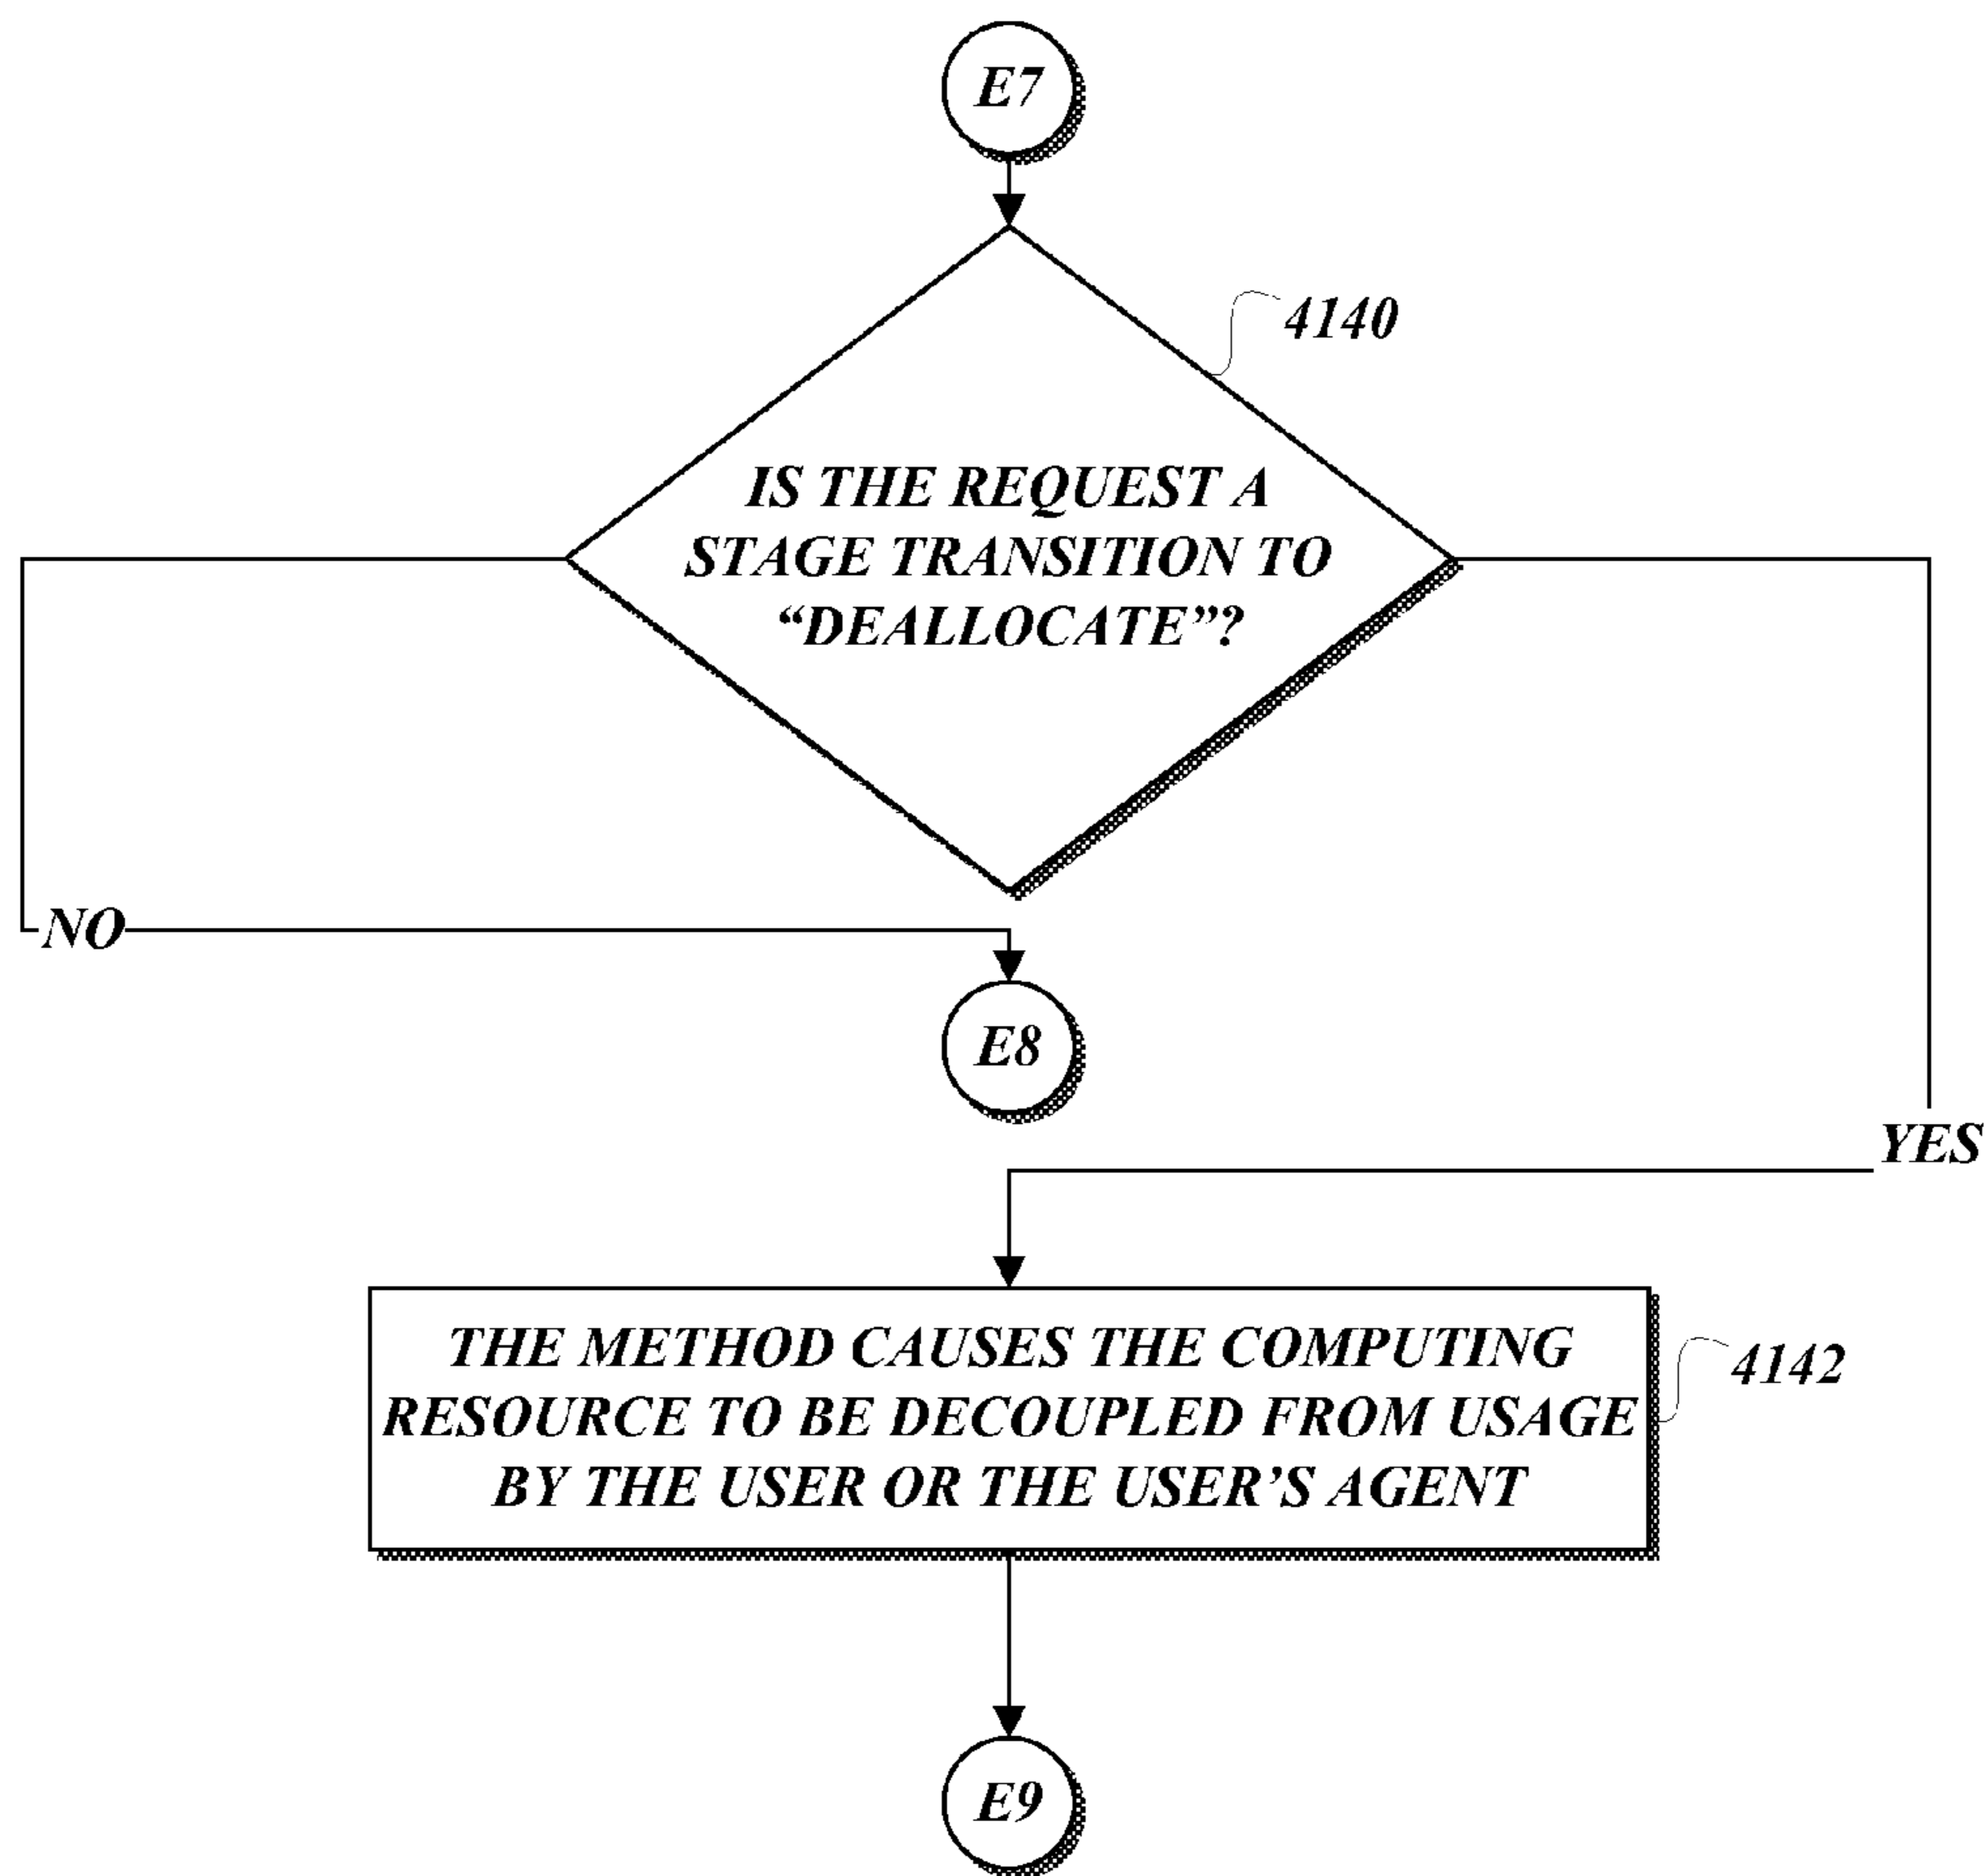 E7
4140
IS THE REQUEST A
STAGE TRANSITION TO
“DEALLOCATE”?
NO
E8
YES
THE METHOD CAUSES THE COMPUTING
RESOURCE TO BE DECOUPLED FROM USAGE
BY THE USER OR THE USER’S AGENT
4142
E9